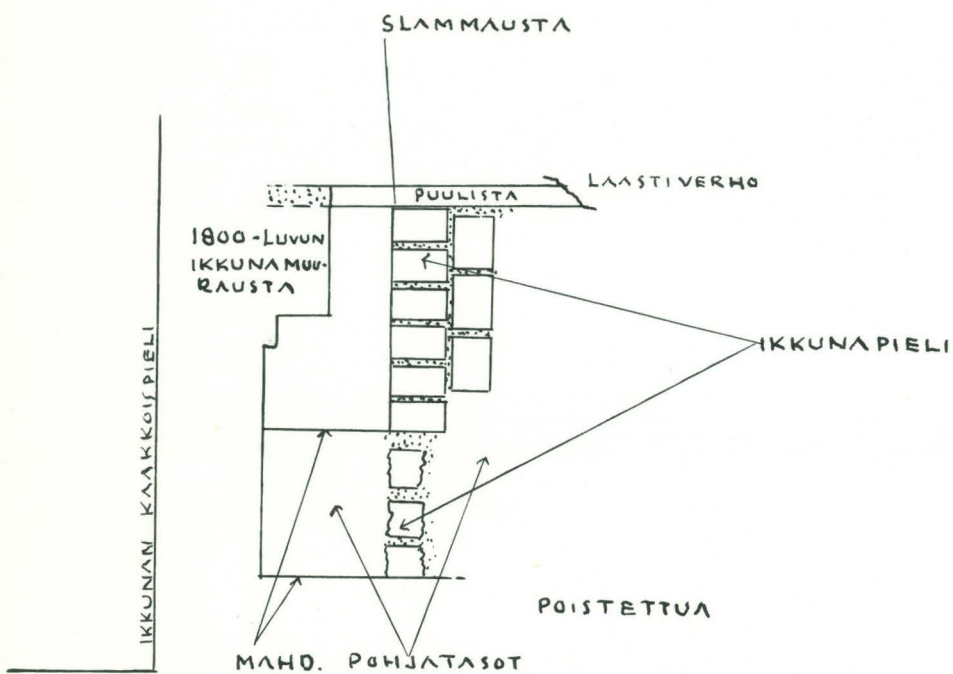 SLAMMAUSTA
LAASTIVERHO
PUULISTA
1800-LUVUN
IKKUNAMUU-
RAUSTA
IKKUNAPIELI
IKKUNAN KAAKKOISPIELI
POISTETTUA
MAHD. POHJATASOT